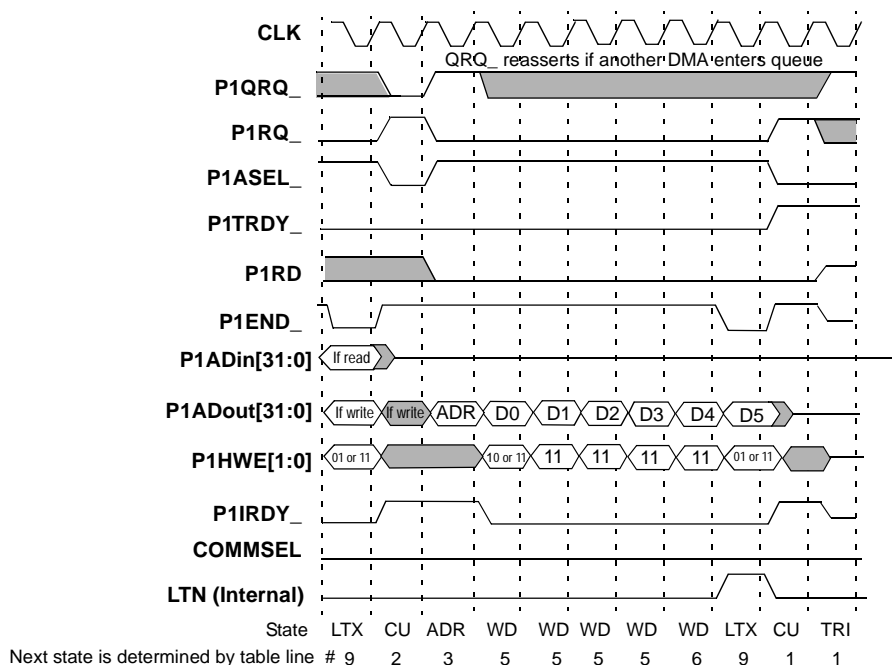 CLK
QRQ_ reasserts if another DMA enters queue
P1QRQ_
P1RQ_
P1ASEL_
P1TRDY_
P1RD
P1END_
P1ADin[31:0] If read
P1ADout[31:0] If write If write ADR D0 D1 D2 D3 D4 D5
P1HWE[1:0] 01 or 11 10 or 11 11 11 11 11 01 or 11
P1IRDY_
COMMSEL
LTN (Internal)
State LTX CU ADR WD WD WD WD WD LTX CU TRI
Next state is determined by table line # 9 2 3 5 5 5 5 6 9 1 1